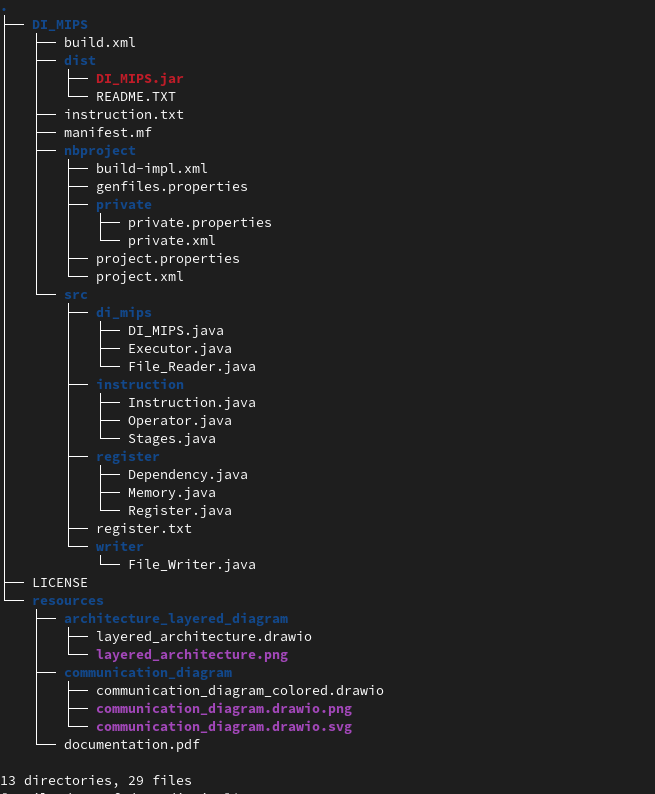 .
├── DI_MIPS
│   ├── build.xml
│   ├── dist
│   │   ├── DI_MIPS.jar
│   │   └── README.TXT
│   ├── instruction.txt
│   ├── manifest.mf
│   ├── nbproject
│   │   ├── build-impl.xml
│   │   ├── genfiles.properties
│   │   ├── private
│   │   │   ├── private.properties
│   │   │   └── private.xml
│   │   ├── project.properties
│   │   └── project.xml
│   └── src
│       ├── di_mips
│       │   ├── DI_MIPS.java
│       │   ├── Executor.java
│       │   └── File_Reader.java
│       ├── instruction
│       │   ├── Instruction.java
│       │   ├── Operator.java
│       │   └── Stages.java
│       ├── register
│       │   ├── Dependency.java
│       │   ├── Memory.java
│       │   └── Register.java
│       ├── register.txt
│       └── writer
│           └── File_Writer.java
├── LICENSE
└── resources
    ├── architecture_layered_diagram
    │   ├── layered_architecture.drawio
    │   └── layered_architecture.png
    ├── communication_diagram
    │   ├── communication_diagram_colored.drawio
    │   ├── communication_diagram.drawio.png
    │   └── communication_diagram.drawio.svg
    └── documentation.pdf

13 directories, 29 files